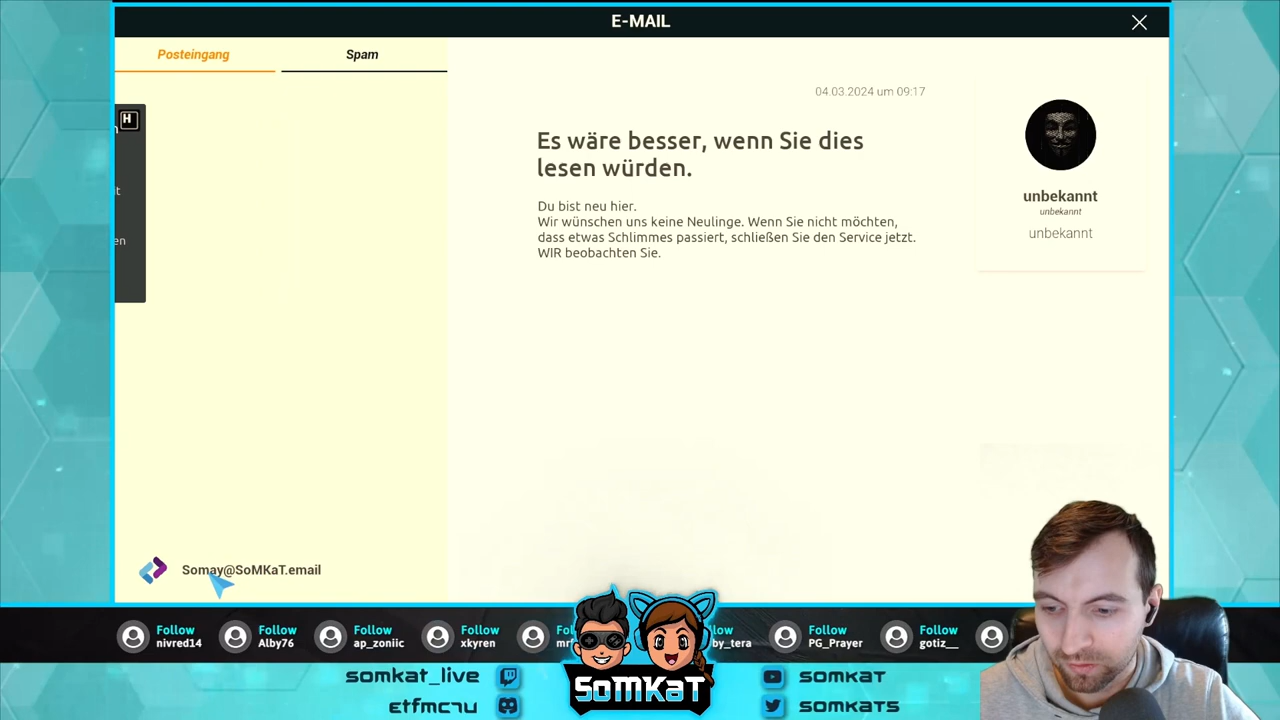 E-MAIL
Posteingang
Spam
H
it
en
04.03.2024 um 09:17
Es wäre besser, wenn Sie dies
lesen würden.
Du bist neu hier.
Wir wünschen uns keine Neulinge. Wenn Sie nicht möchten,
dass etwas Schlimmes passiert, schließen Sie den Service jetzt.
WIR beobachten Sie.
unbekannt
unbekannt
unbekannt
Somay@SoMKaT.email
Follow
nivred14
Follow
Alby76
Follow
ap_zoniic
Follow
xkyren
Follow
PG_Prayer
Follow
gotiz__
somkat_live
etfmc7u
SoMKaT
somkat
somkats